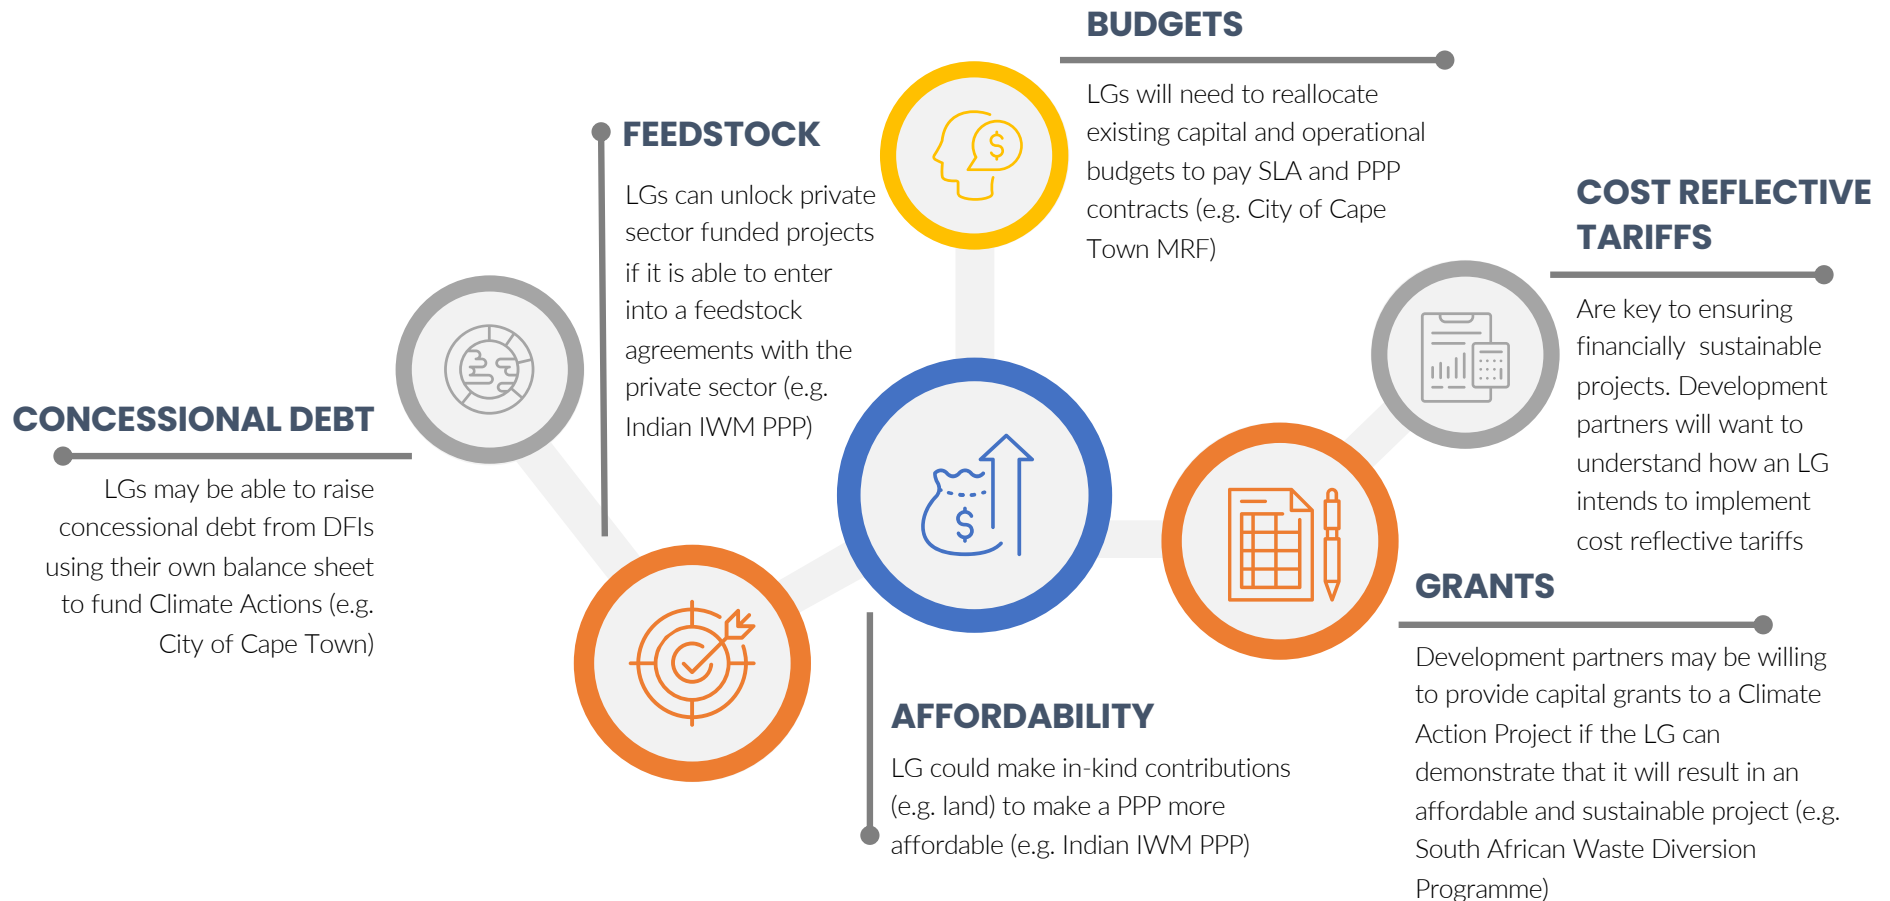 BUDGETS
LGs will need to reallocate
existing capital and operational
budgets to pay SLA and PPP
contracts (e.g. City of Cape
Town MRF)
FEEDSTOCK
LGs can unlock private
sector funded projects
if it is able to enter
into a feedstock
agreements with the
private sector (e.g.
Indian IWM PPP)
COST REFLECTIVE
TARIFFS
Are key to ensuring
financially sustainable
projects. Development
partners will want to
understand how an LG
intends to implement
cost reflective tariffs
CONCESSIONAL DEBT
LGs may be able to raise
concessional debt from DFIs
using their own balance sheet
to fund Climate Actions (e.g.
City of Cape Town)
$
$
GRANTS
Development partners may be willing
to provide capital grants to a Climate
Action Project if the LG can
demonstrate that it will result in an
affordable and sustainable project (e.g.
South African Waste Diversion
Programme)
AFFORDABILITY
LG could make in-kind contributions
(e.g. land) to make a PPP more
affordable (e.g. Indian IWM PPP)